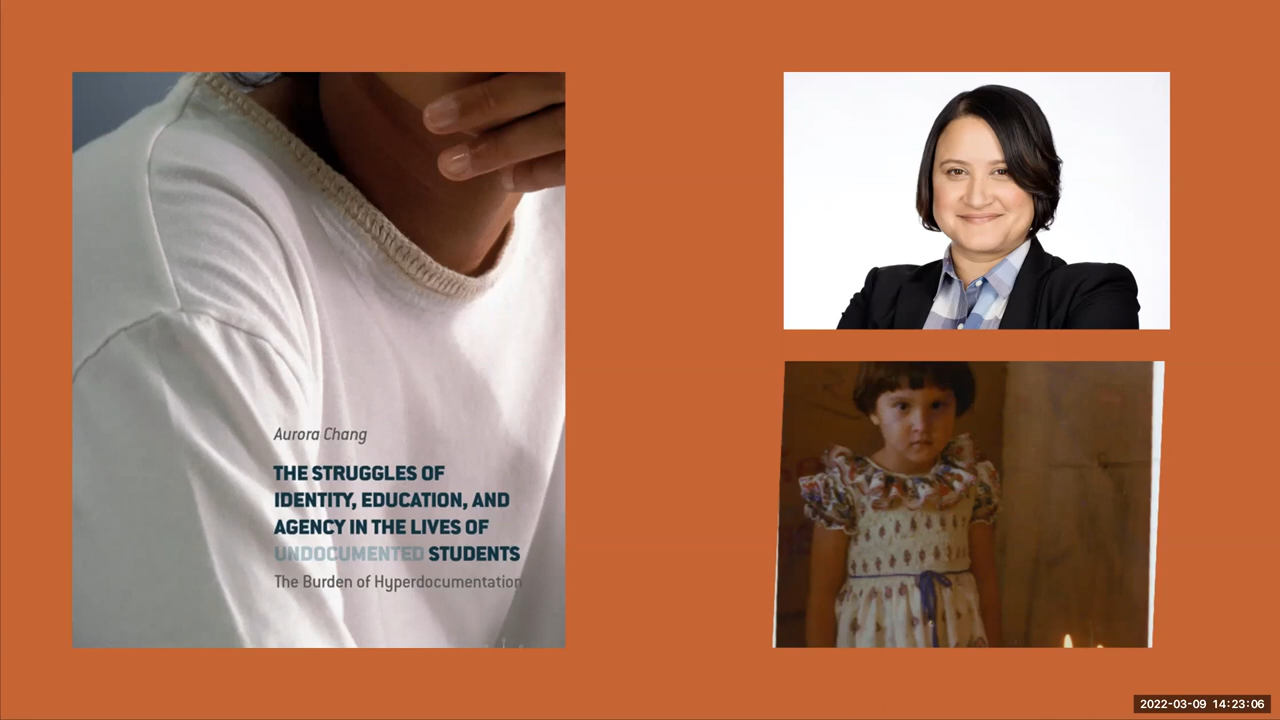 Aurora Chang
THE STRUGGLES OF
IDENTITY, EDUCATION, AND
AGENCY IN THE LIVES OF
UNDOCUMENTED STUDENTS
The Burden of Hyperdocumentation
2022-03-09 14:23:06